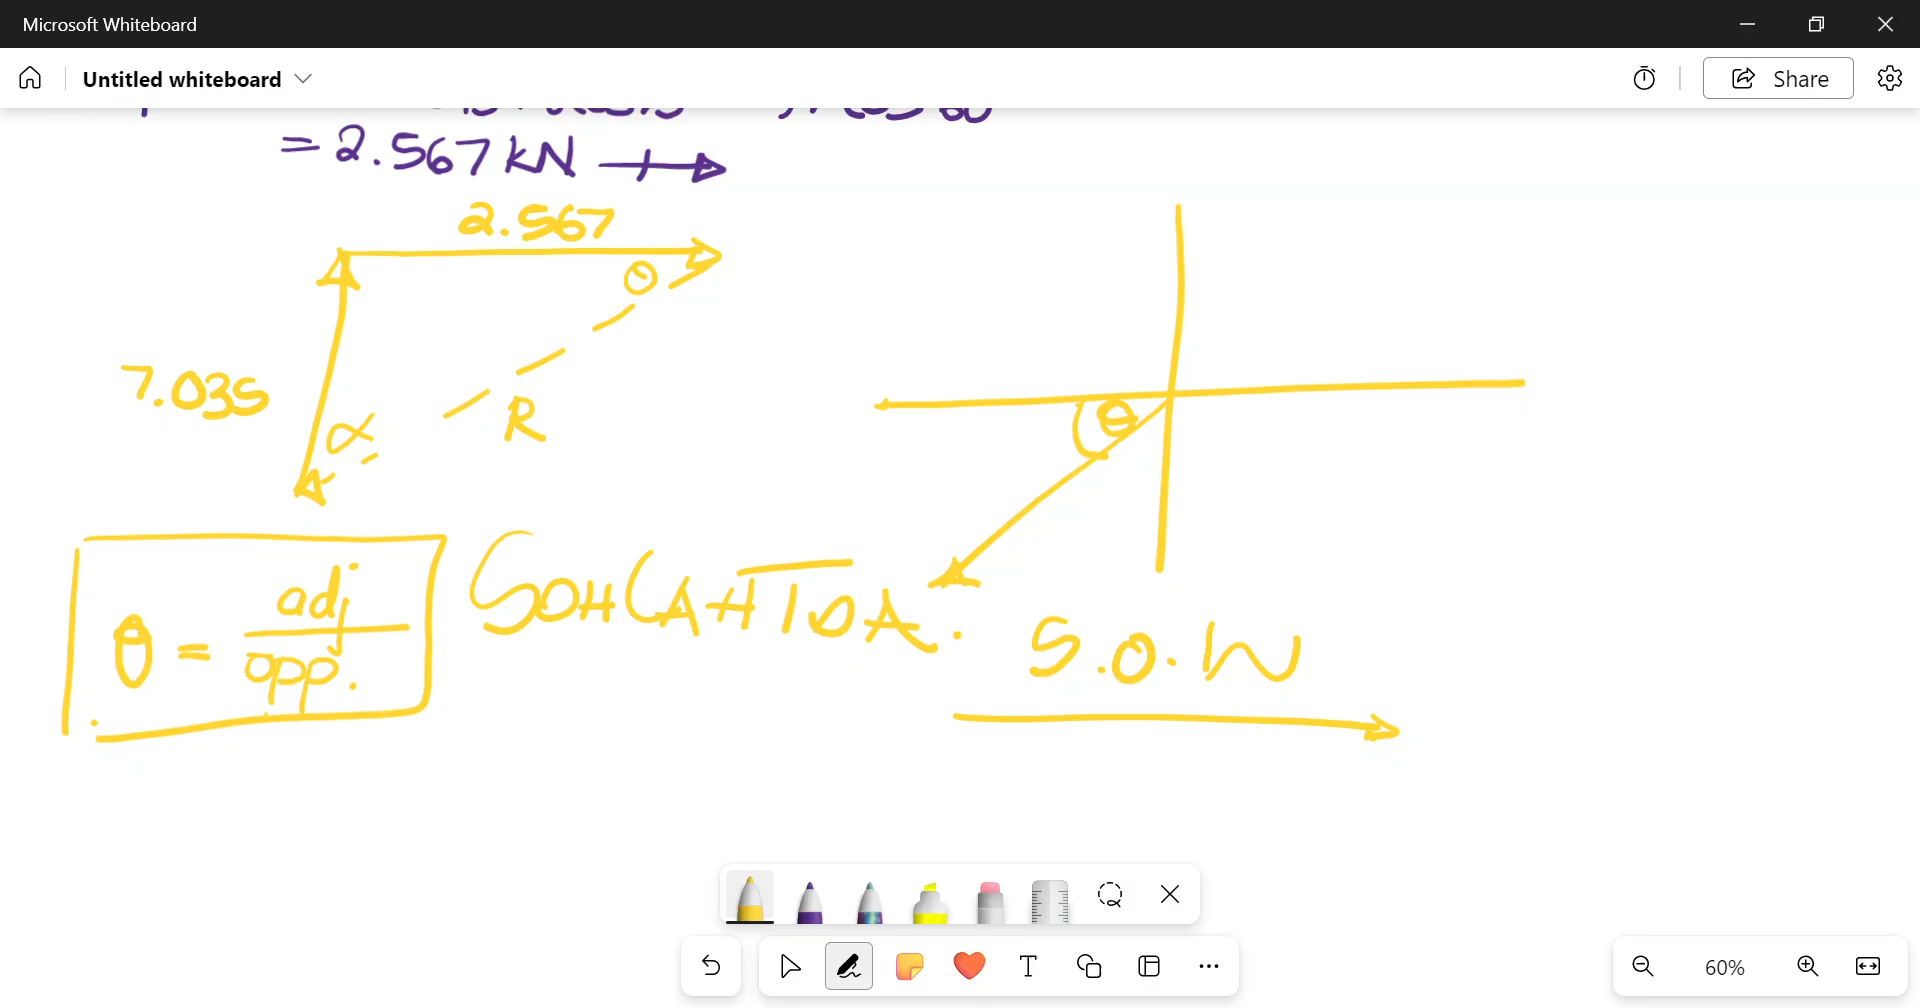 Microsoft Whiteboard
Untitled whiteboard
Share
= 2.567 kN
2.567
θ
7.035
α
R
θ
θ = adj
opp.
SOHCAHTOA.
S.O.W
T
60%